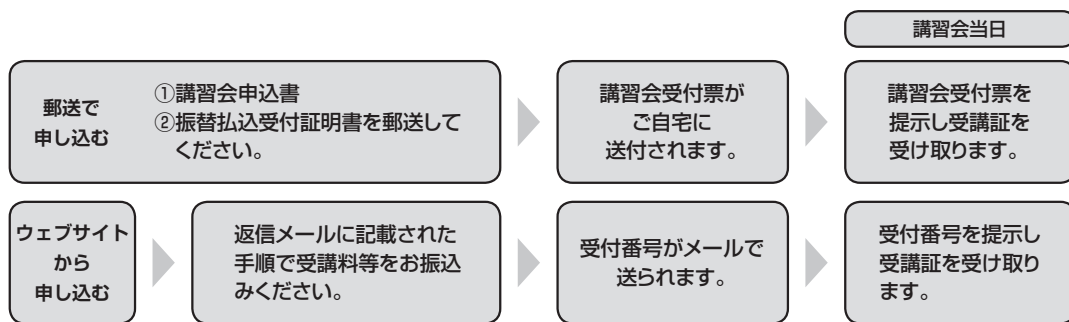 講習会当日
郵送で
申し込む
①講習会申込書
②振替払込受付証明書を郵送して
ください。
講習会受付票が
ご自宅に
送付されます。
講習会受付票を
提示し受講証を
受け取ります。
ウェブサイト
から
申し込む
返信メールに記載された
手順で受講料等をお振込
みください。
受付番号がメールで
送られます。
受付番号を提示し
受講証を受け取り
ます。